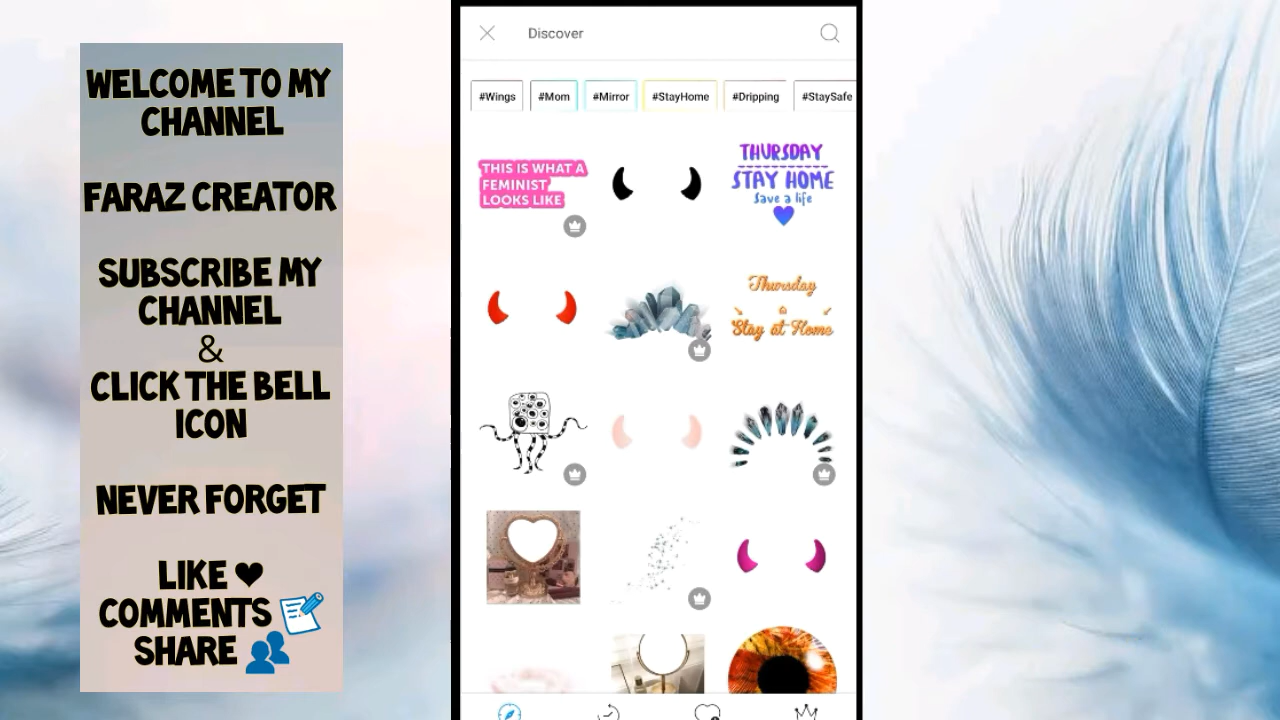 WELCOME TO MY
CHANNEL
FARAZ CREATOR
SUBSCRIBE MY
CHANNEL
&
CLICK THE BELL
ICON
NEVER FORGET
LIKE ❤
COMMENTS 📝
SHARE 👥
Discover
#Wings
#Mom
#Mirror
#StayHome
#Dripping
#StaySafe
THIS IS WHAT A
FEMINIST
LOOKS LIKE
THURSDAY
STAY HOME
Save a life
Thursday
Stay at Home